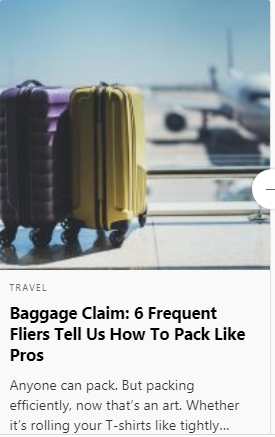 TRAVEL
Baggage Claim: 6 Frequent
Fliers Tell Us How To Pack Like
Pros
Anyone can pack. But packing
efficiently, now that's an art. Whether
it's rolling your T-shirts like tightly...